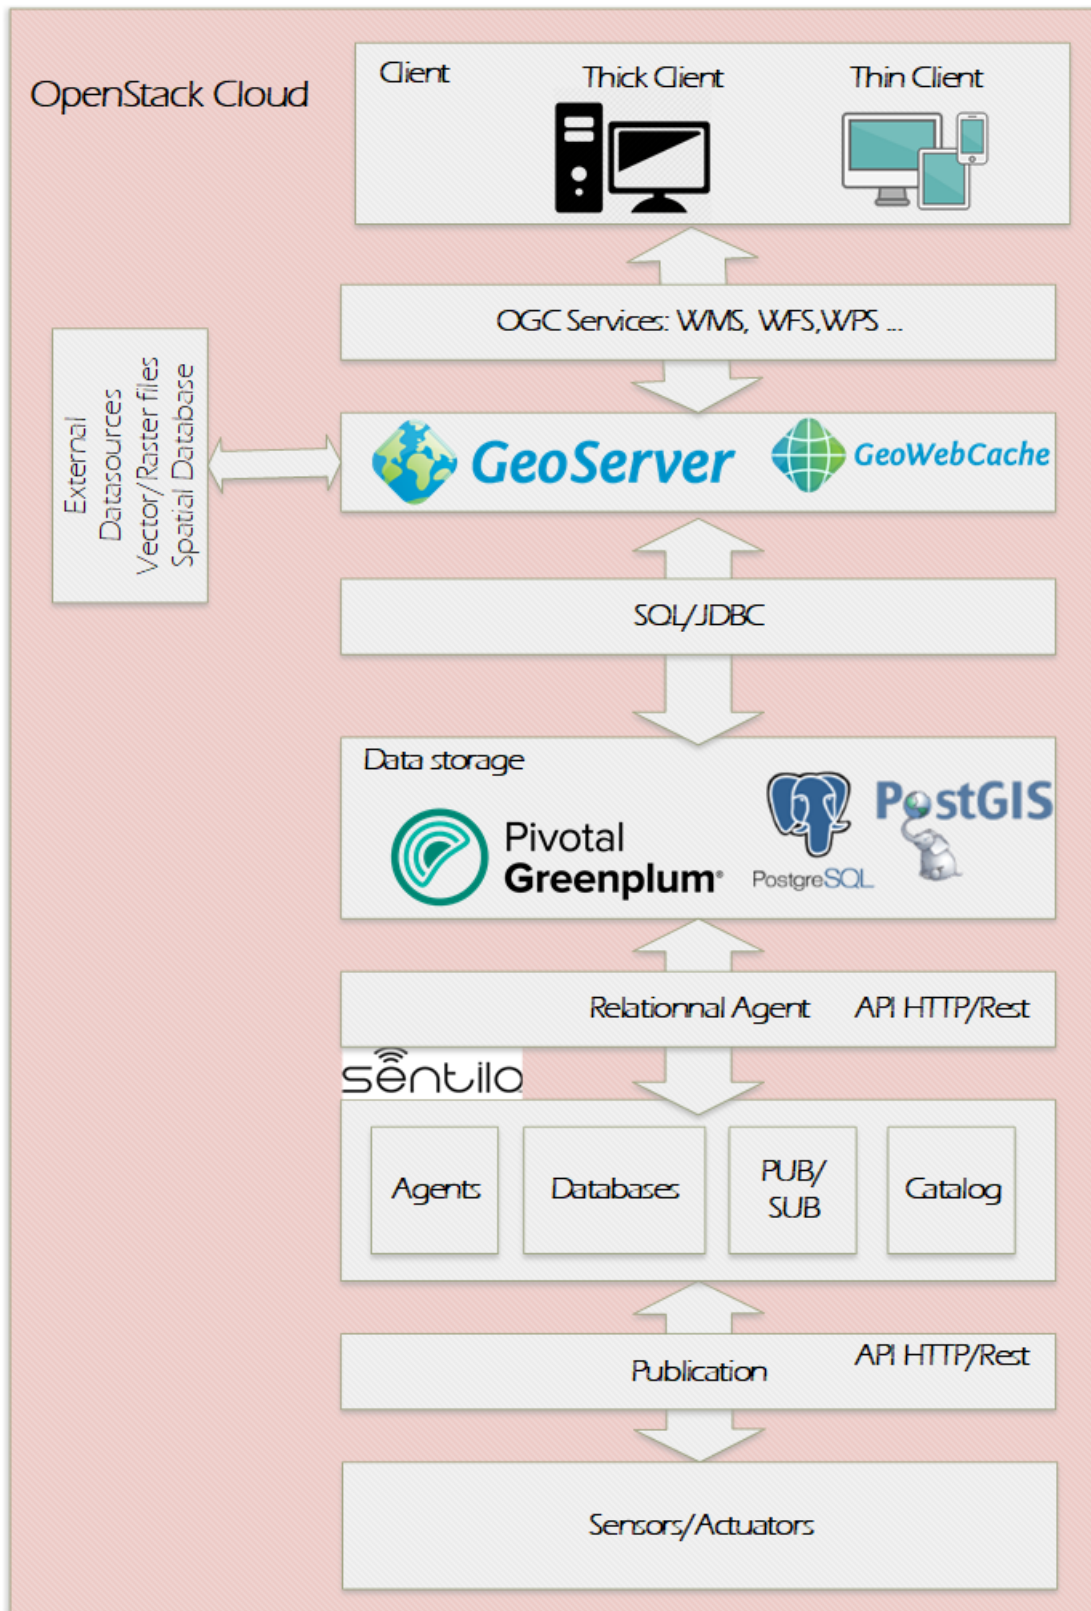 OpenStack Cloud
Client
Thick Client
Thin Client
OGC Services: WMS, WFS,WPS ...
External
Datasources
Vector/Raster files
Spatial Database
GeoServer
GeoWebCache
SQL/JDBC
Data storage
Pivotal
Greenplum®
PostgreSQL
PostGIS
Relationnal Agent
API HTTP/Rest
sentilo
Agents
Databases
PUB/
SUB
Catalog
API HTTP/Rest
Publication
Sensors/Actuators